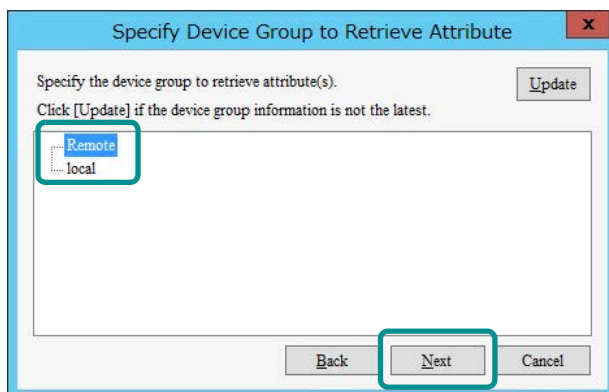 Specify Device Group to Retrieve Attribute
x
Specify the device group to retrieve attribute(s).
Update
Click [Update] if the device group information is not the latest.
Remote
local
Back
Next
Cancel